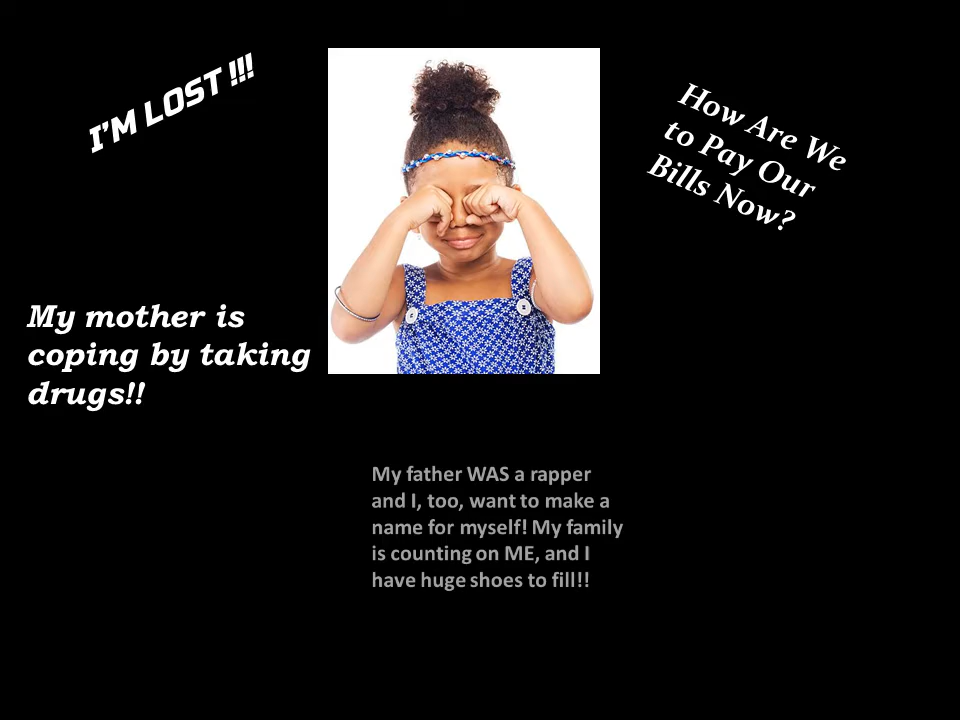 I'M LOST !!!
How Are We
to Pay Our
Bills Now?
My mother is
coping by taking
drugs!!
My father WAS a rapper
and I, too, want to make a
name for myself! My family
is counting on ME, and I
have huge shoes to fill!!